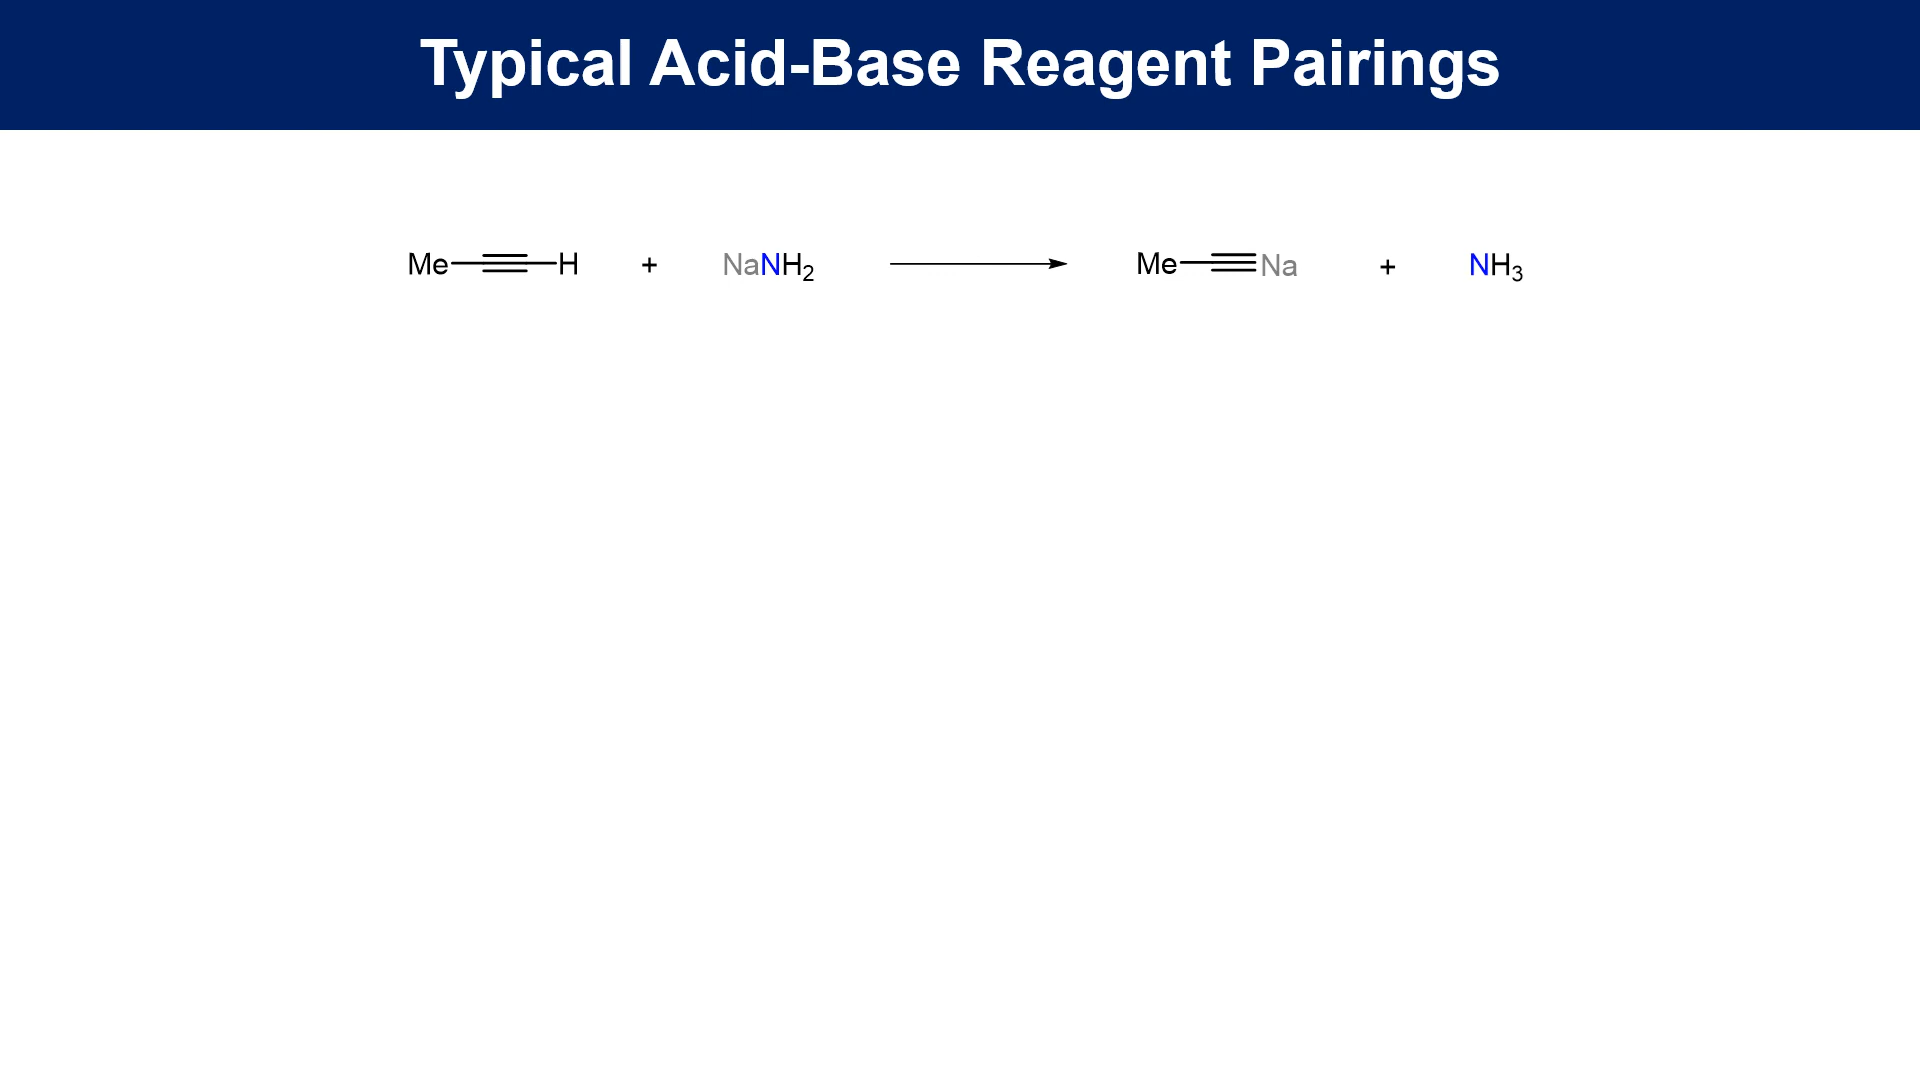 Typical Acid-Base Reagent Pairings
Me H + NaNH2 Me Na + NH3